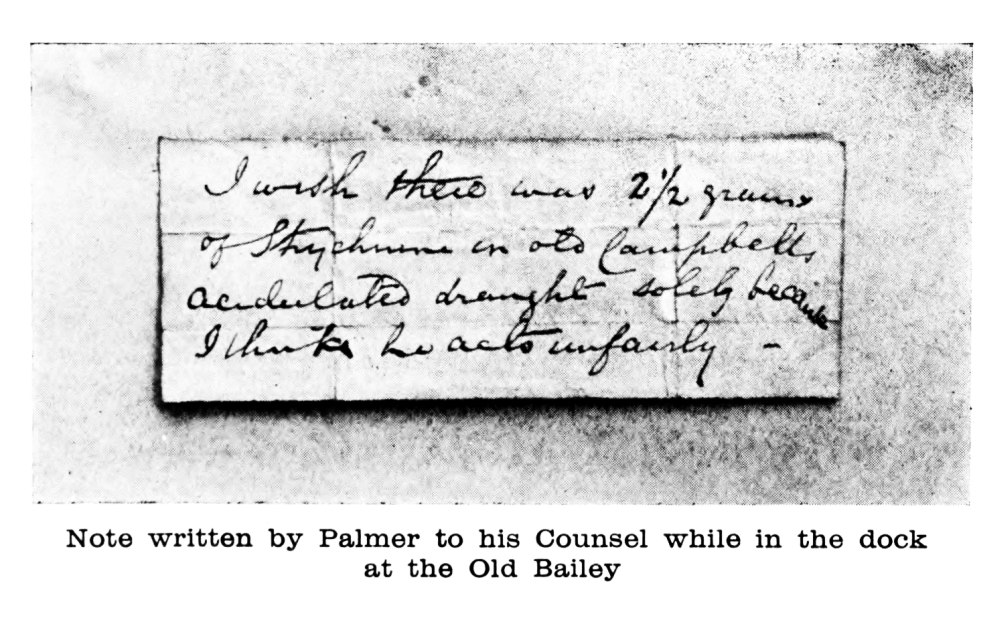 I wish there was 2½ grains
of Strychnine in old Campbells
acidulated draught solely because
I think he acts unfairly –
Note written by Palmer to his Counsel while in the dock
at the Old Bailey